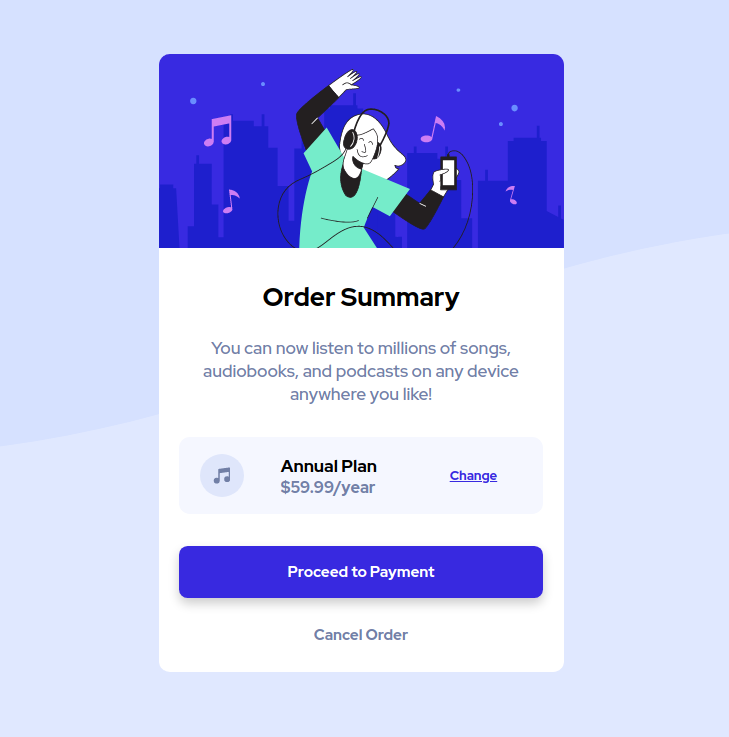 Order Summary
You can now listen to millions of songs,
audiobooks, and podcasts on any device
anywhere you like!
Annual Plan
$59.99/year
Change
Proceed to Payment
Cancel Order